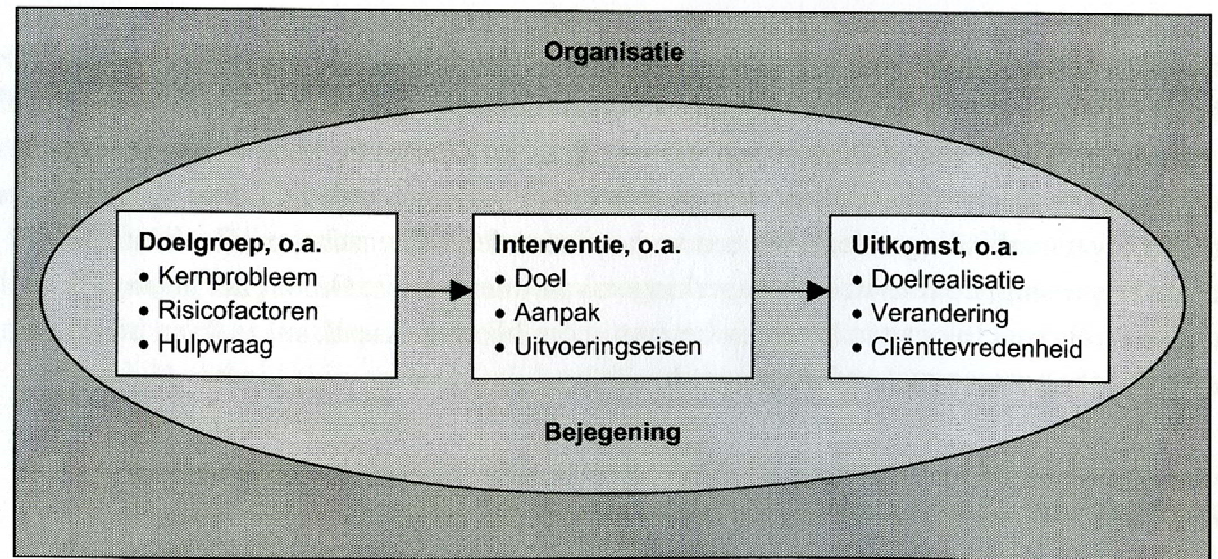 Organisatie
Doelgroep, o.a.
• Kernprobleem
• Risicofactoren
• Hulpvraag
Interventie, o.a.
• Doel
• Aanpak
• Uitvoeringseisen
Uitkomst, o.a.
• Doelrealisatie
• Verandering
• Cliënttevredenheid
Bejegening